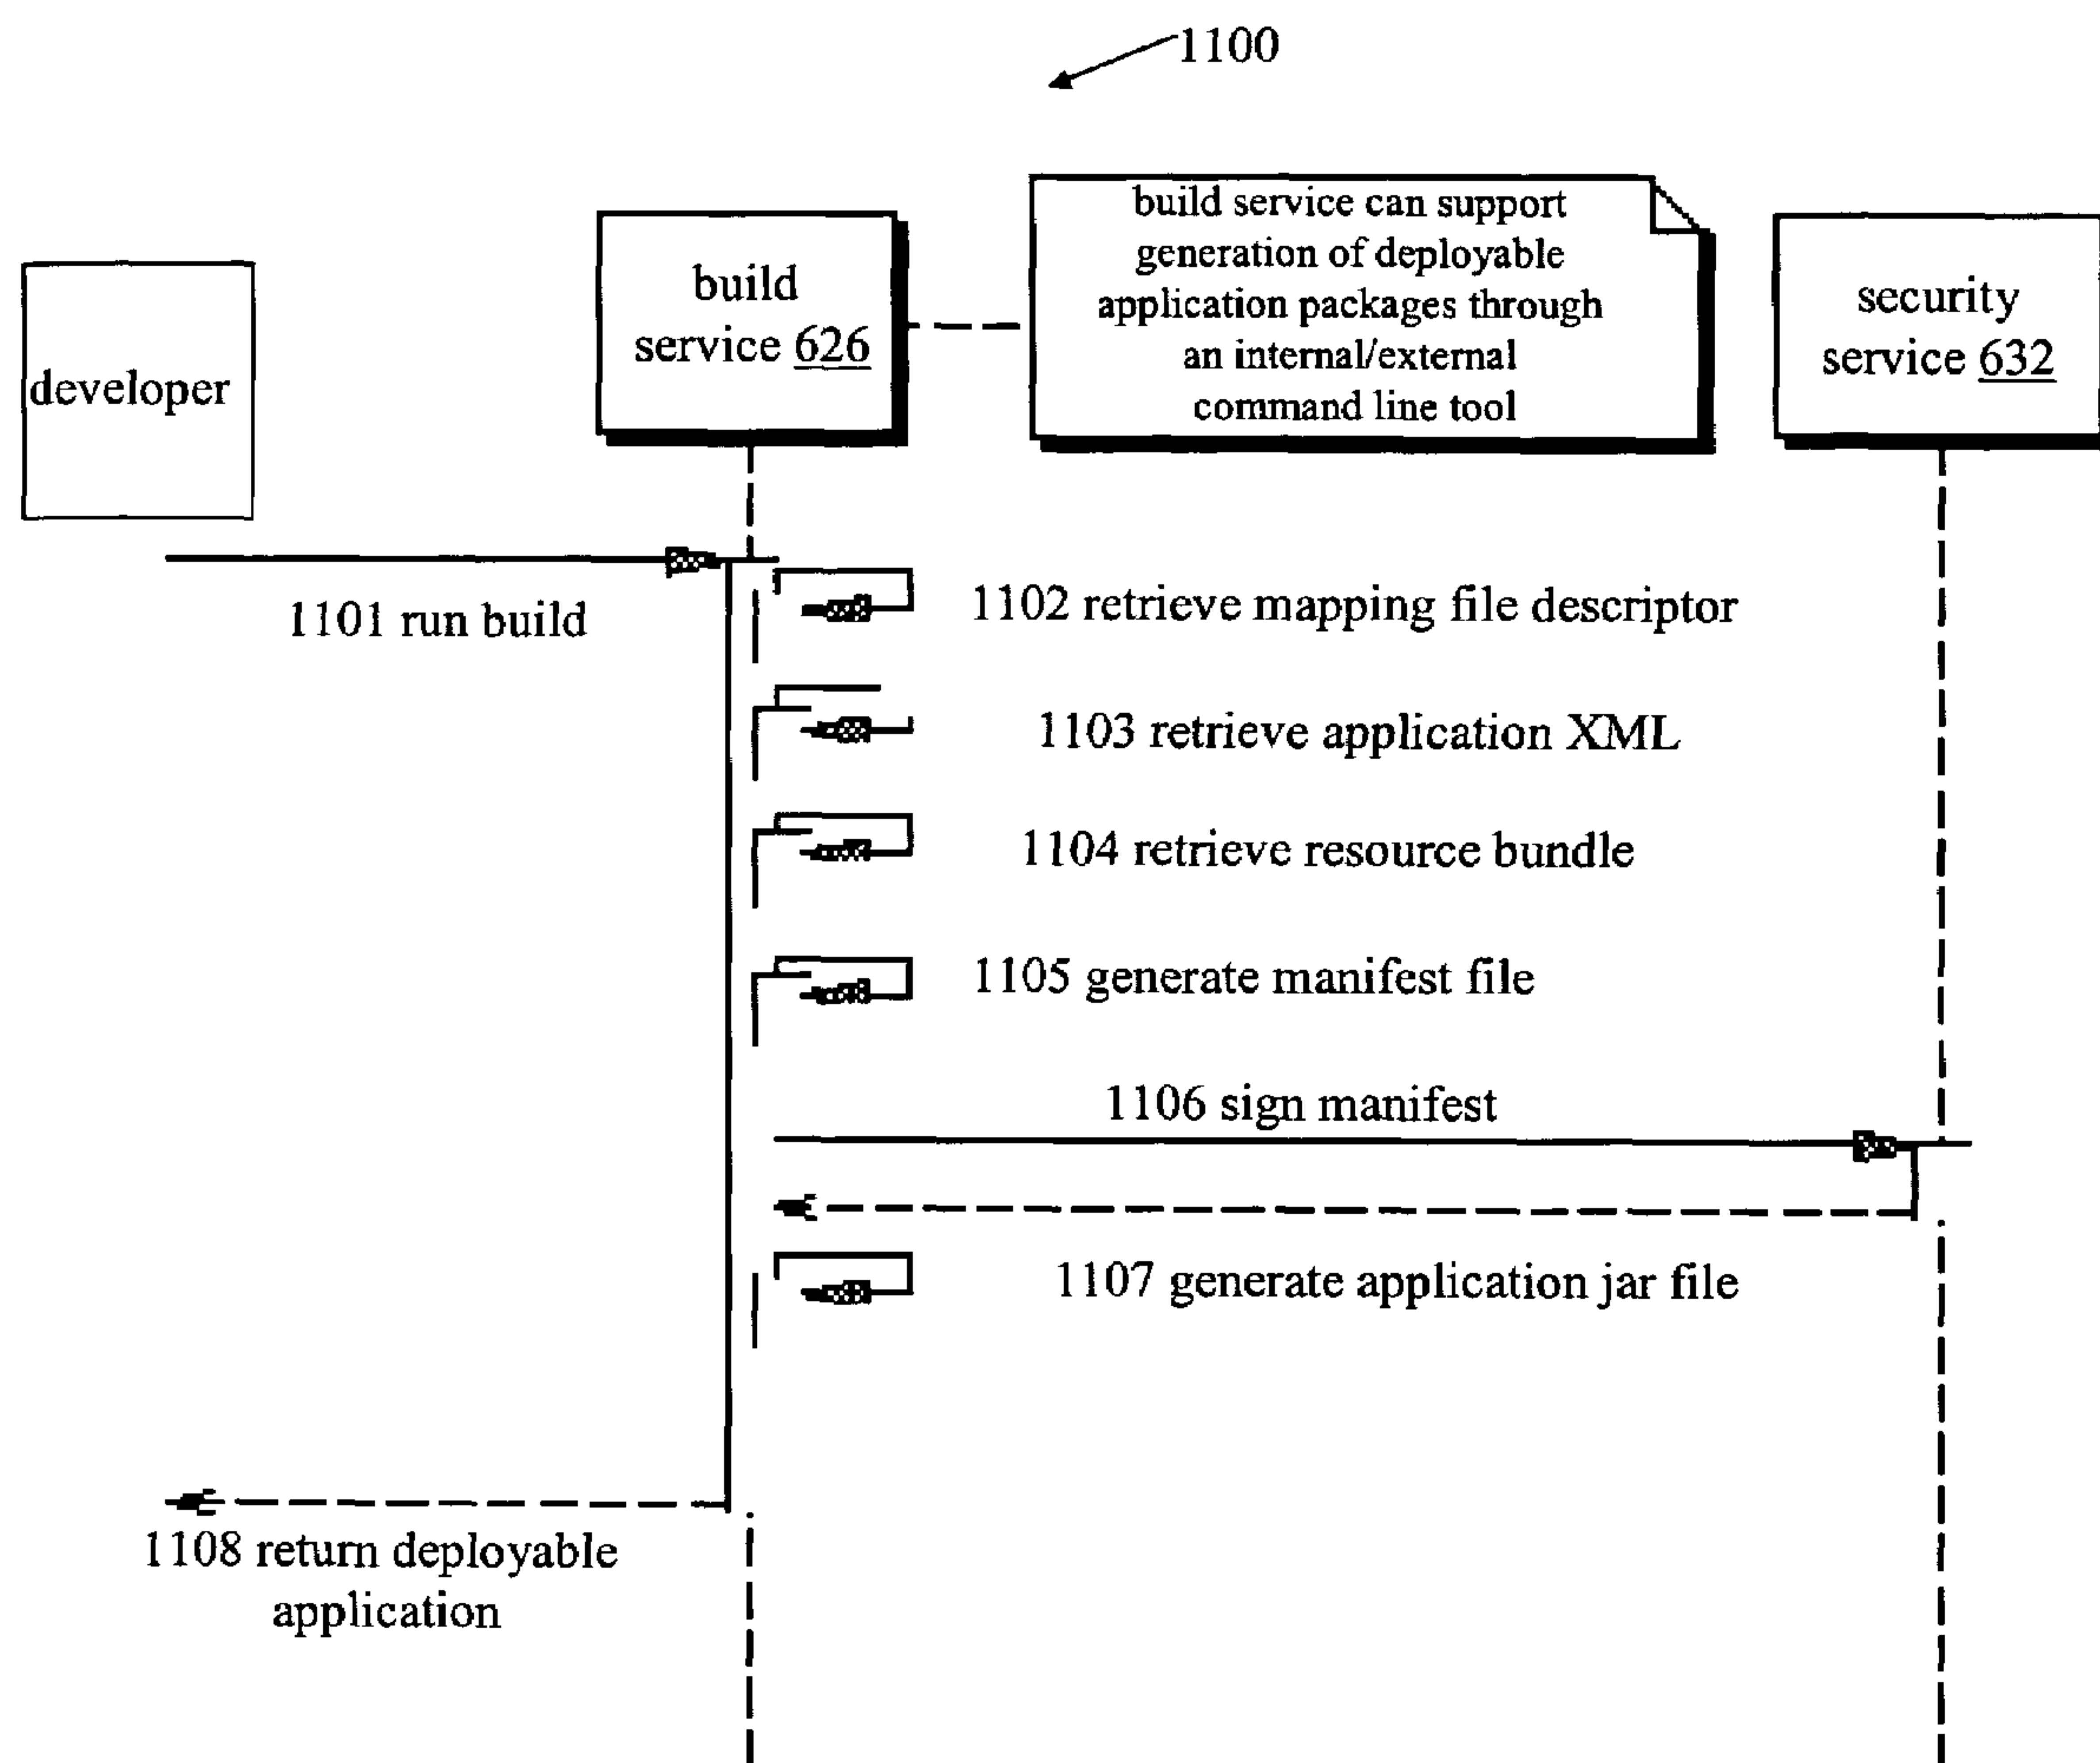 1100
developer
build
service 626
build service can support
generation of deployable
application packages through
an internal/external
command line tool
security
service 632
1101 run build
1102 retrieve mapping file descriptor
1103 retrieve application XML
1104 retrieve resource bundle
1105 generate manifest file
1106 sign manifest
1107 generate application jar file
1108 return deployable
application